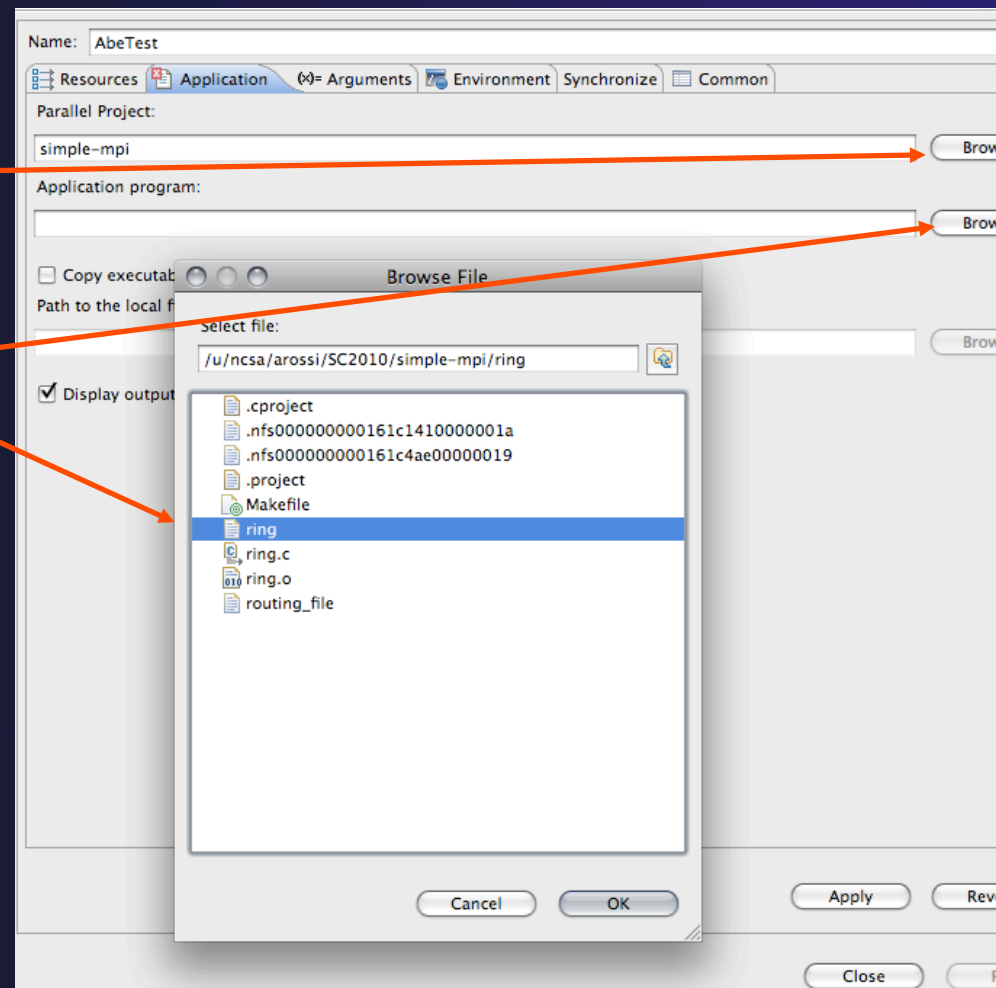 Name: AbeTest
Resources Application (x)= Arguments Environment Synchronize Common
Parallel Project:
simple-mpi
Brow
Application program:
Brow
Copy executab
Path to the local f
Brow
Display output
Browse File
Select file:
/u/ncsa/arossi/SC2010/simple-mpi/ring
.cproject
.nfs000000000161c1410000001a
.nfs000000000161c4ae00000019
.project
Makefile
ring
ring.c
ring.o
routing_file
Cancel OK
Apply Rev
Close